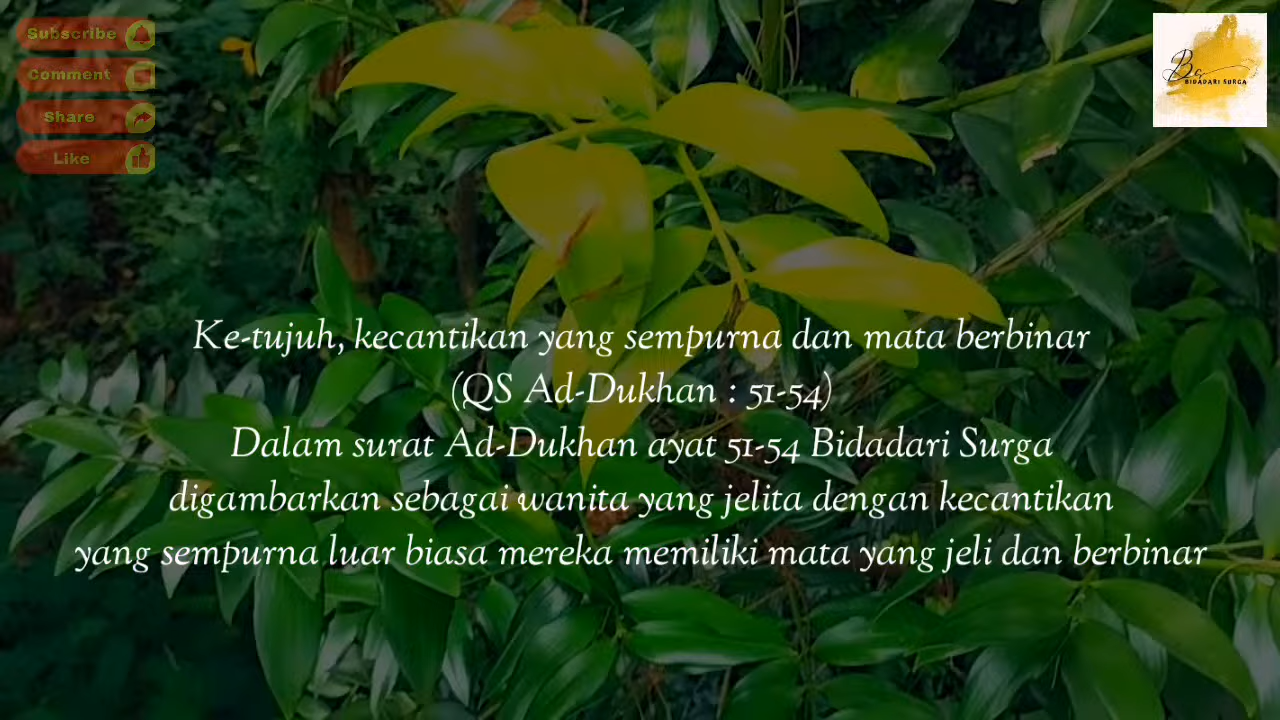 Subscribe
Comment
Share
Like
Bs
BIDADARI SURGA
Ke-tujuh, kecantikan yang sempurna dan mata berbinar
(QS Ad-Dukhan : 51-54)
Dalam surat Ad-Dukhan ayat 51-54 Bidadari Surga
digambarkan sebagai wanita yang jelita dengan kecantikan
yang sempurna luar biasa mereka memiliki mata yang jeli dan berbinar